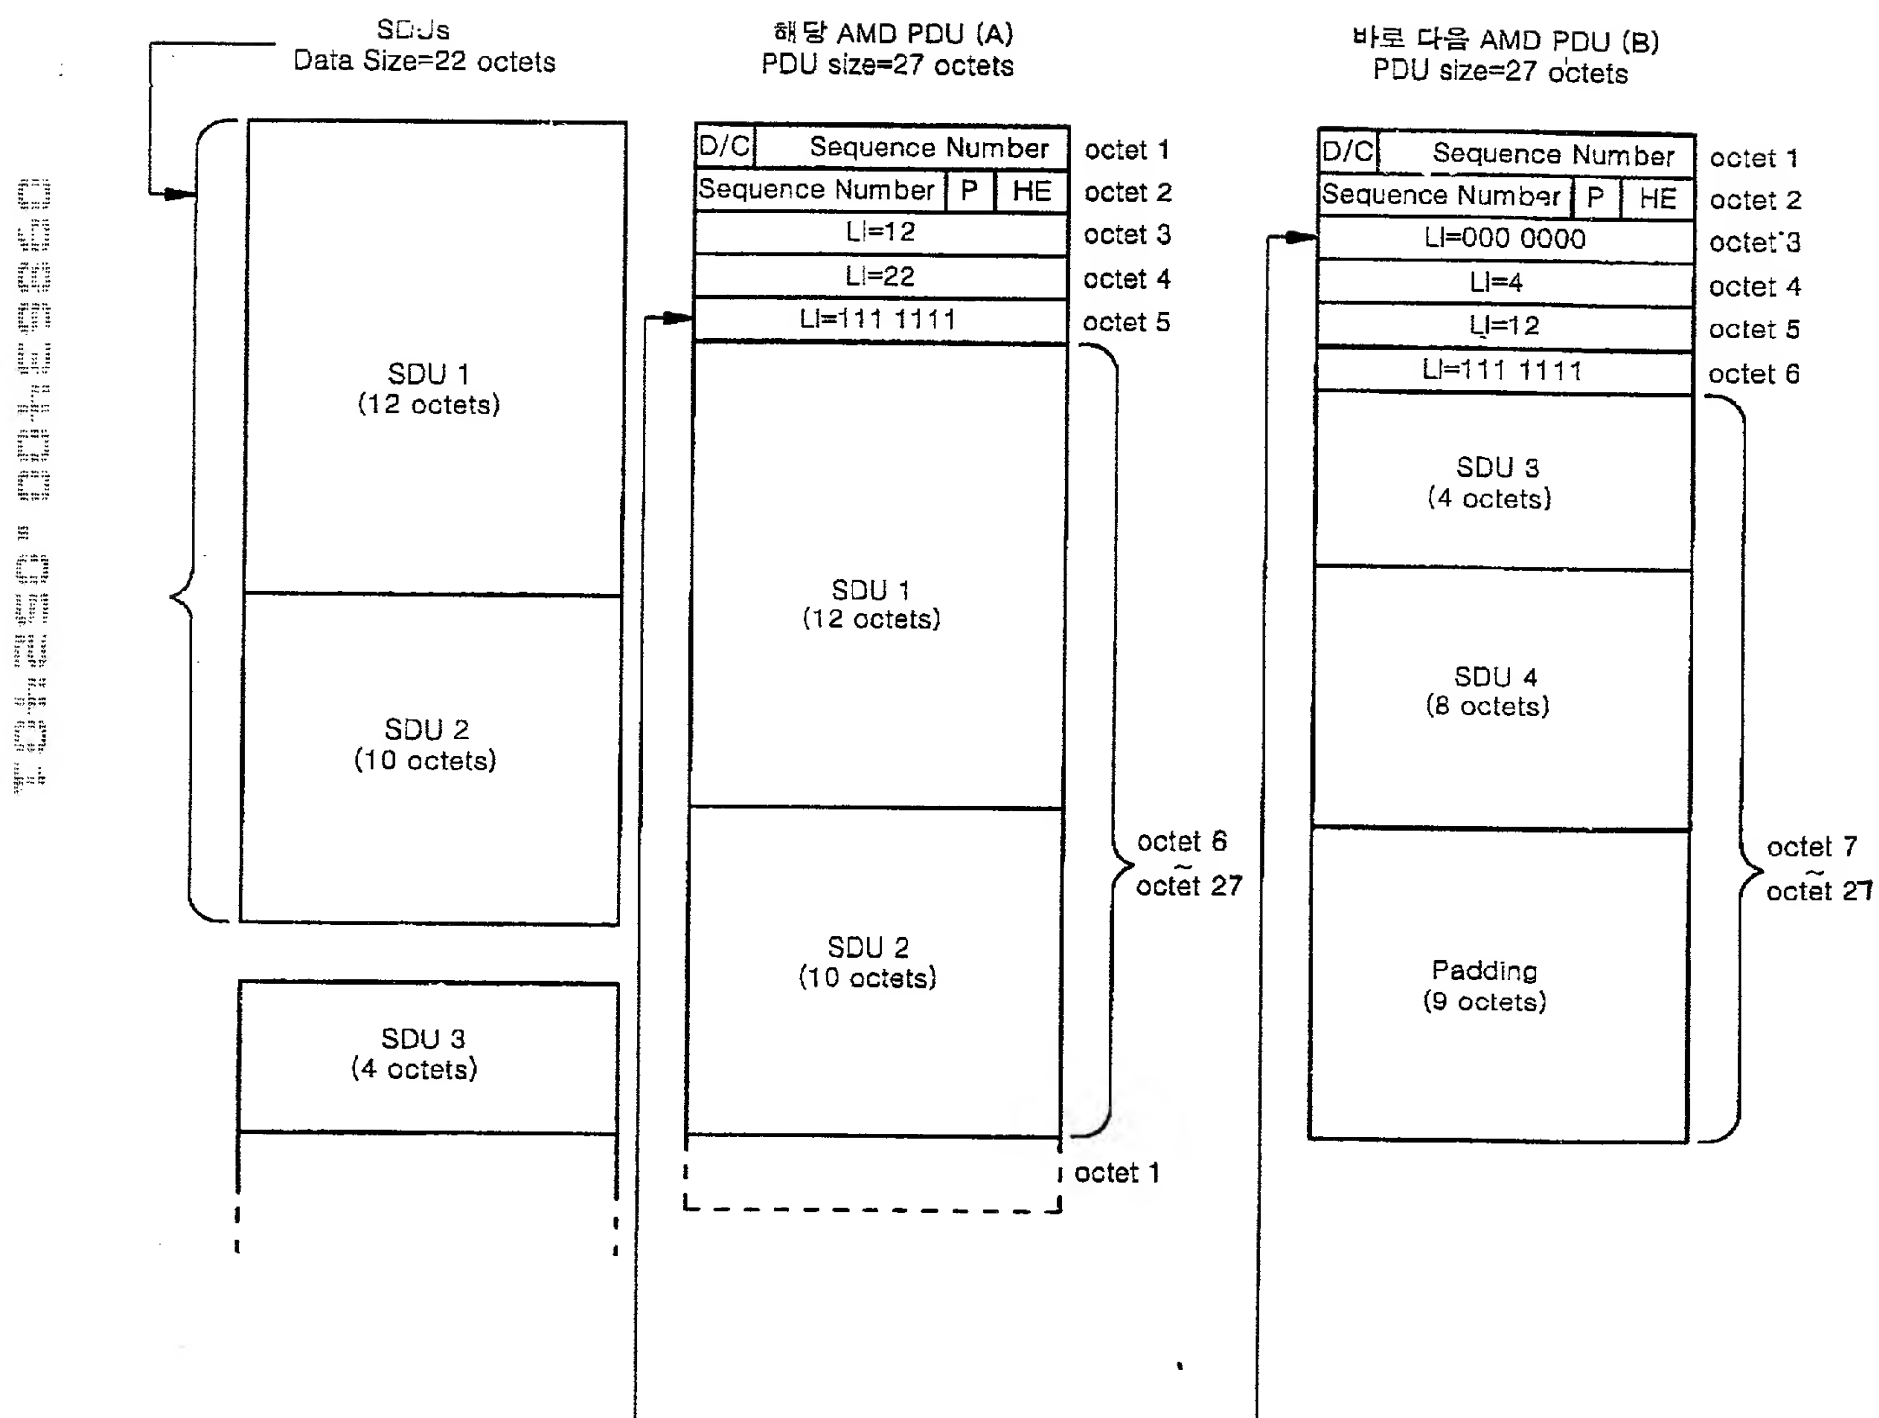 SDUs
Data Size=22 octets
SDU 1
(12 octets)
SDU 2
(10 octets)
SDU 3
(4 octets)
해당 AMD PDU (A)
PDU size=27 octets
D/C Sequence Number octet 1
Sequence Number P HE octet 2
LI=12 octet 3
LI=22 octet 4
LI=111 1111 octet 5
SDU 1
(12 octets)
octet 6
~
octet 27
SDU 2
(10 octets)
octet 1
바로 다음 AMD PDU (B)
PDU size=27 octets
D/C Sequence Number octet 1
Sequence Number P HE octet 2
LI=000 0000 octet 3
LI=4 octet 4
LI=12 octet 5
LI=111 1111 octet 6
SDU 3
(4 octets)
SDU 4
(8 octets)
octet 7
~
octet 27
Padding
(9 octets)